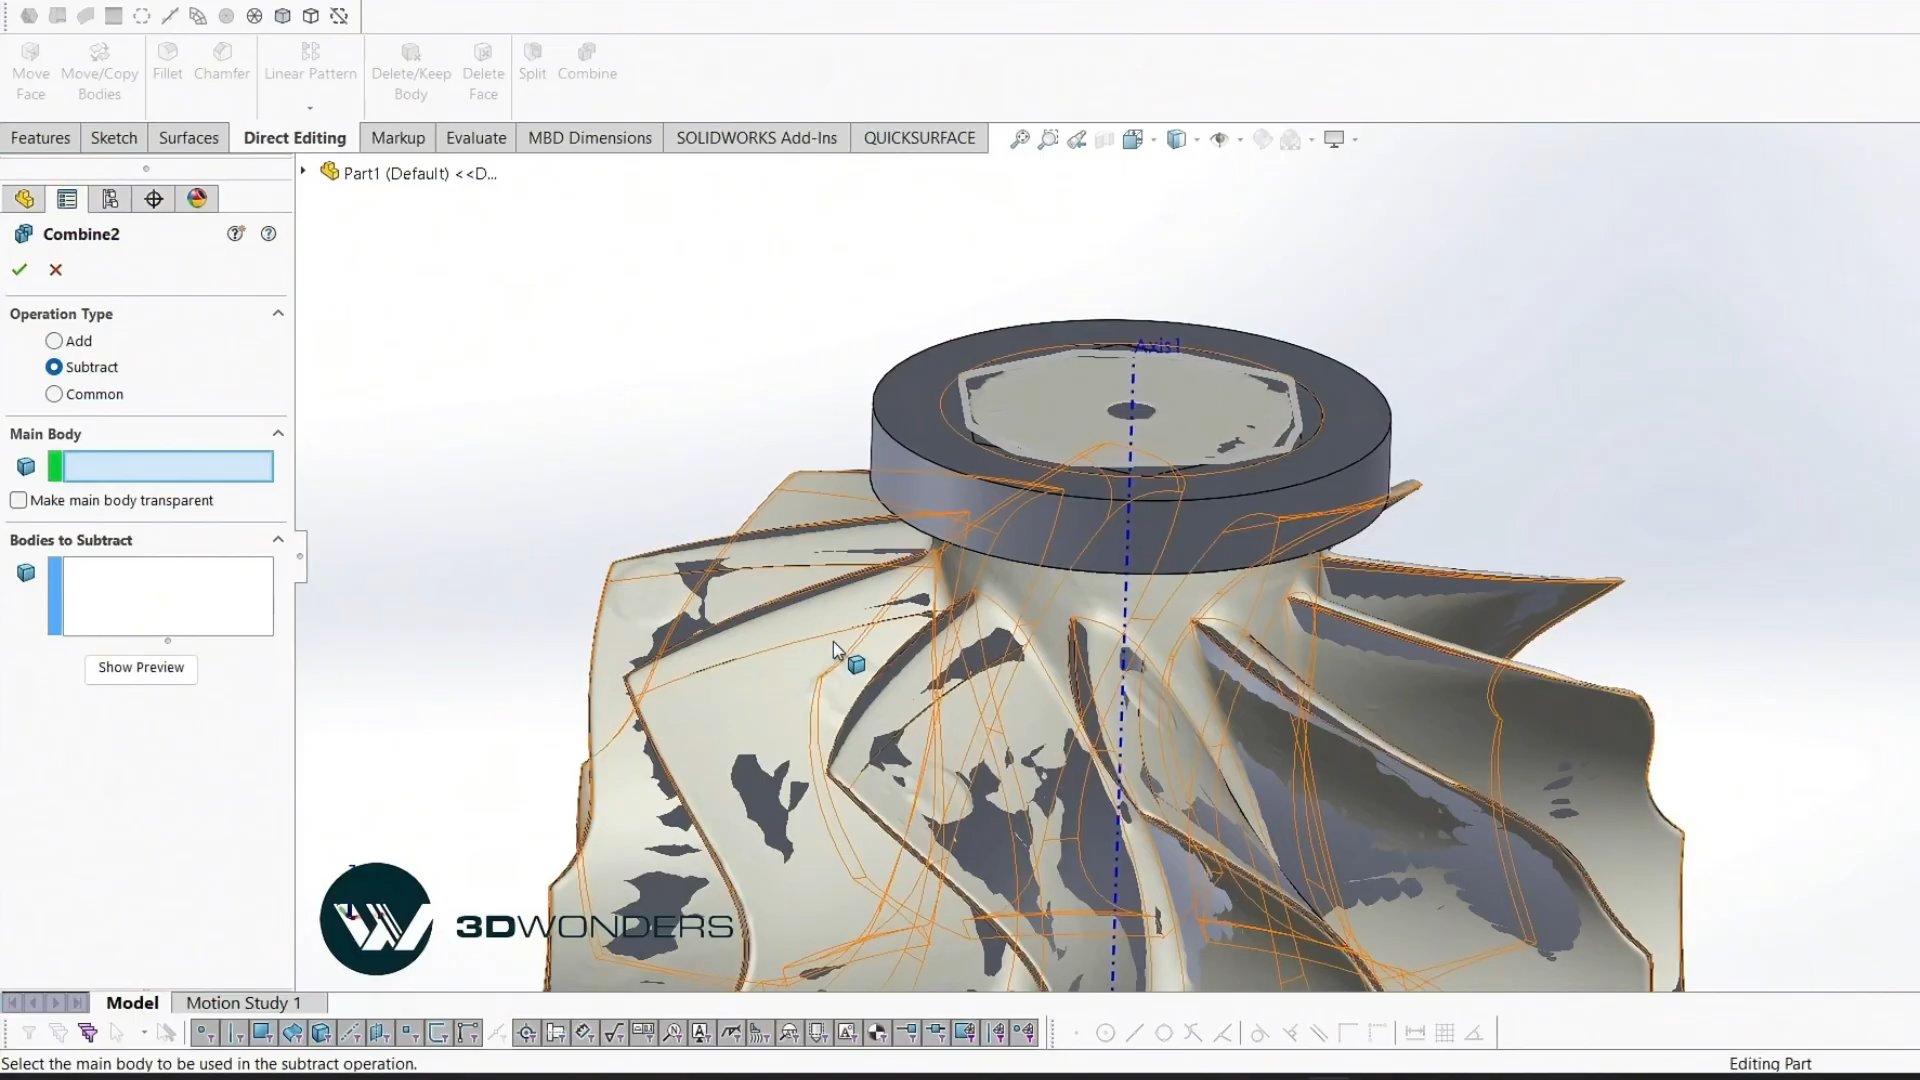 Move Face
Move/Copy Bodies
Fillet
Chamfer
Linear Pattern
Delete/Keep Body
Delete Face
Split
Combine
Features
Sketch
Surfaces
Direct Editing
Markup
Evaluate
MBD Dimensions
SOLIDWORKS Add-Ins
QUICKSURFACE
Part1 (Default) <<D...
Combine2
Operation Type
Add
Subtract
Common
Main Body
Make main body transparent
Bodies to Subtract
Show Preview
Axis1
3DWONDERS
Model
Motion Study 1
Select the main body to be used in the subtract operation.
Editing Part